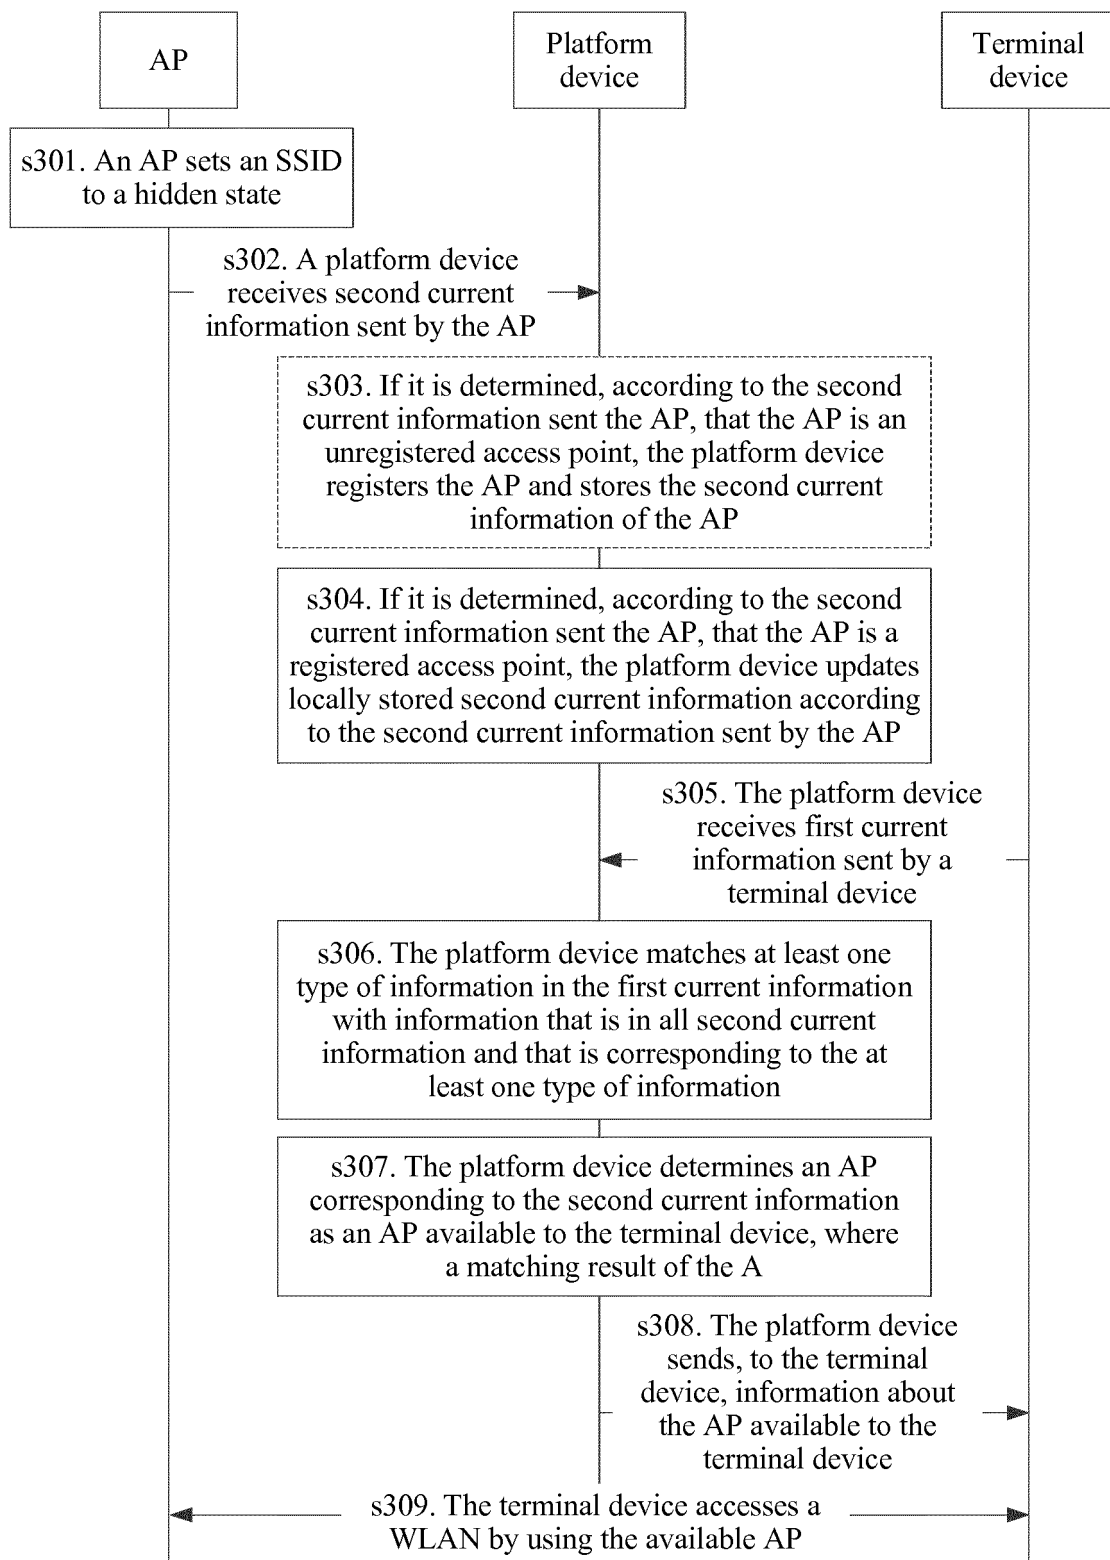 AP
Platform
device
Terminal
device
s301. An AP sets an SSID
to a hidden state
s302. A platform device
receives second current
information sent by the AP
s303. If it is determined, according to the second
current information sent the AP, that the AP is an
unregistered access point, the platform device
registers the AP and stores the second current
information of the AP
s304. If it is determined, according to the second
current information sent the AP, that the AP is a
registered access point, the platform device updates
locally stored second current information according
to the second current information sent by the AP
s305. The platform device
receives first current
information sent by a
terminal device
s306. The platform device matches at least one
type of information in the first current information
with information that is in all second current
information and that is corresponding to the at
least one type of information
s307. The platform device determines an AP
corresponding to the second current information
as an AP available to the terminal device, where
a matching result of the A
s308. The platform device
sends, to the terminal
device, information about
the AP available to the
terminal device
s309. The terminal device accesses a
WLAN by using the available AP